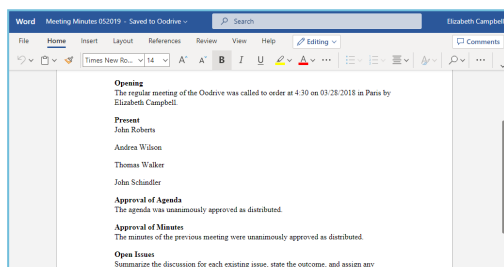 Word Meeting Minutes 052019 - Saved to Oodrive Search Elizabeth Campbell
File Home Insert Layout References Review View Help Editing Comments
Times New Ro... 14 A A B I U A
Opening
The regular meeting of the Oodrive was called to order at 4:30 on 03/28/2018 in Paris by
Elizabeth Campbell.
Present
John Roberts
Andrea Wilson
Thomas Walker
John Schindler
Approval of Agenda
The agenda was unanimously approved as distributed.
Approval of Minutes
The minutes of the previous meeting were unanimously approved as distributed.
Open Issues
Summarize the discussion for each existing issue, state the outcome, and assign any